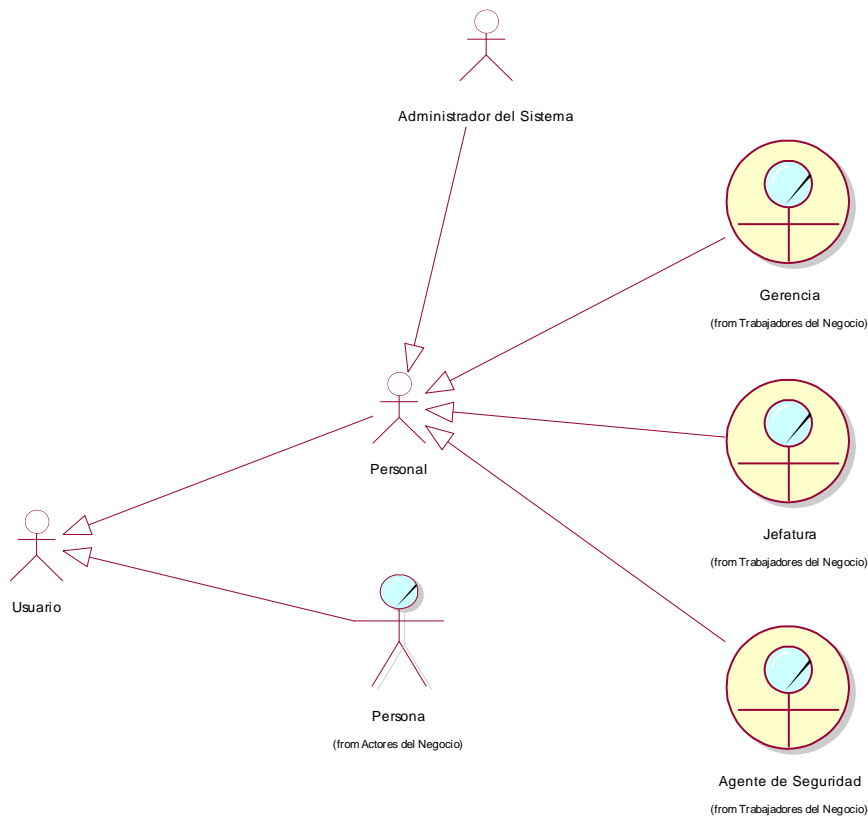 Administrador del Sistema
Gerencia
(from Trabajadores del Negocio)
Personal
Jefatura
(from Trabajadores del Negocio)
Usuario
Persona
(from Actores del Negocio)
Agente de Seguridad
(from Trabajadores del Negocio)